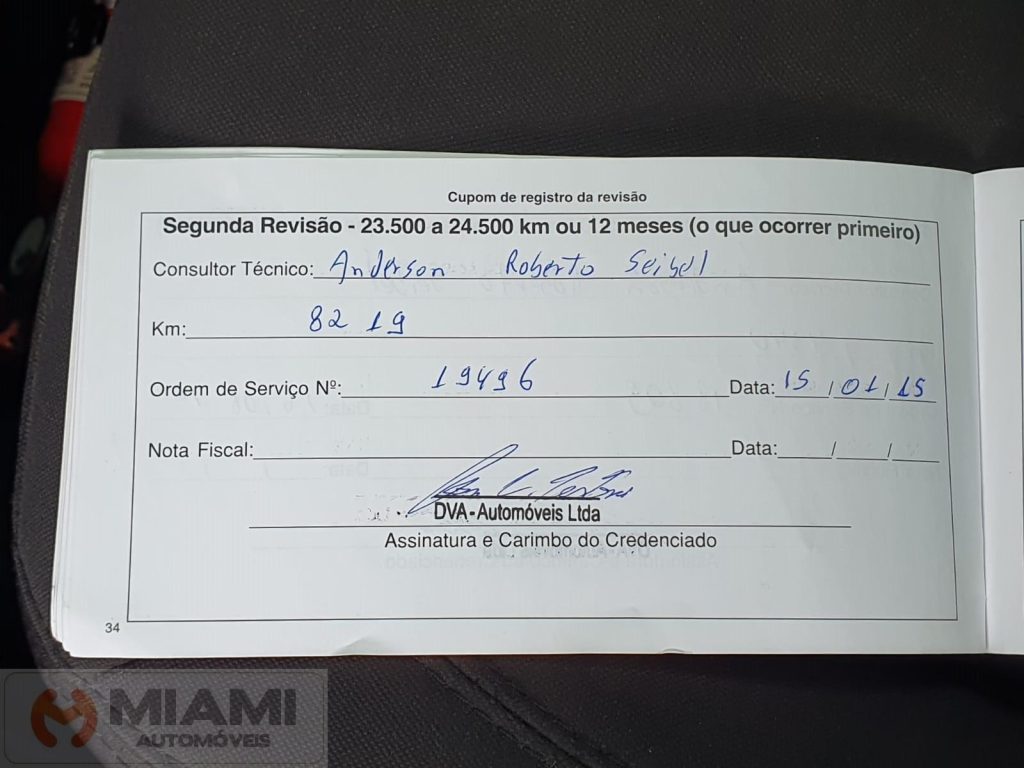 Cupom de registro da revisão
Segunda Revisão - 23.500 a 24.500 km ou 12 meses (o que ocorrer primeiro)
Consultor Técnico: Anderson Roberto Seibel
Km: 82 19
Ordem de Serviço Nº: 19496 Data: 15 / 01 / 15
Nota Fiscal: Data: / /
DVA-Automóveis Ltda
Assinatura e Carimbo do Credenciado
34
MIAMI
AUTOMÓVEIS